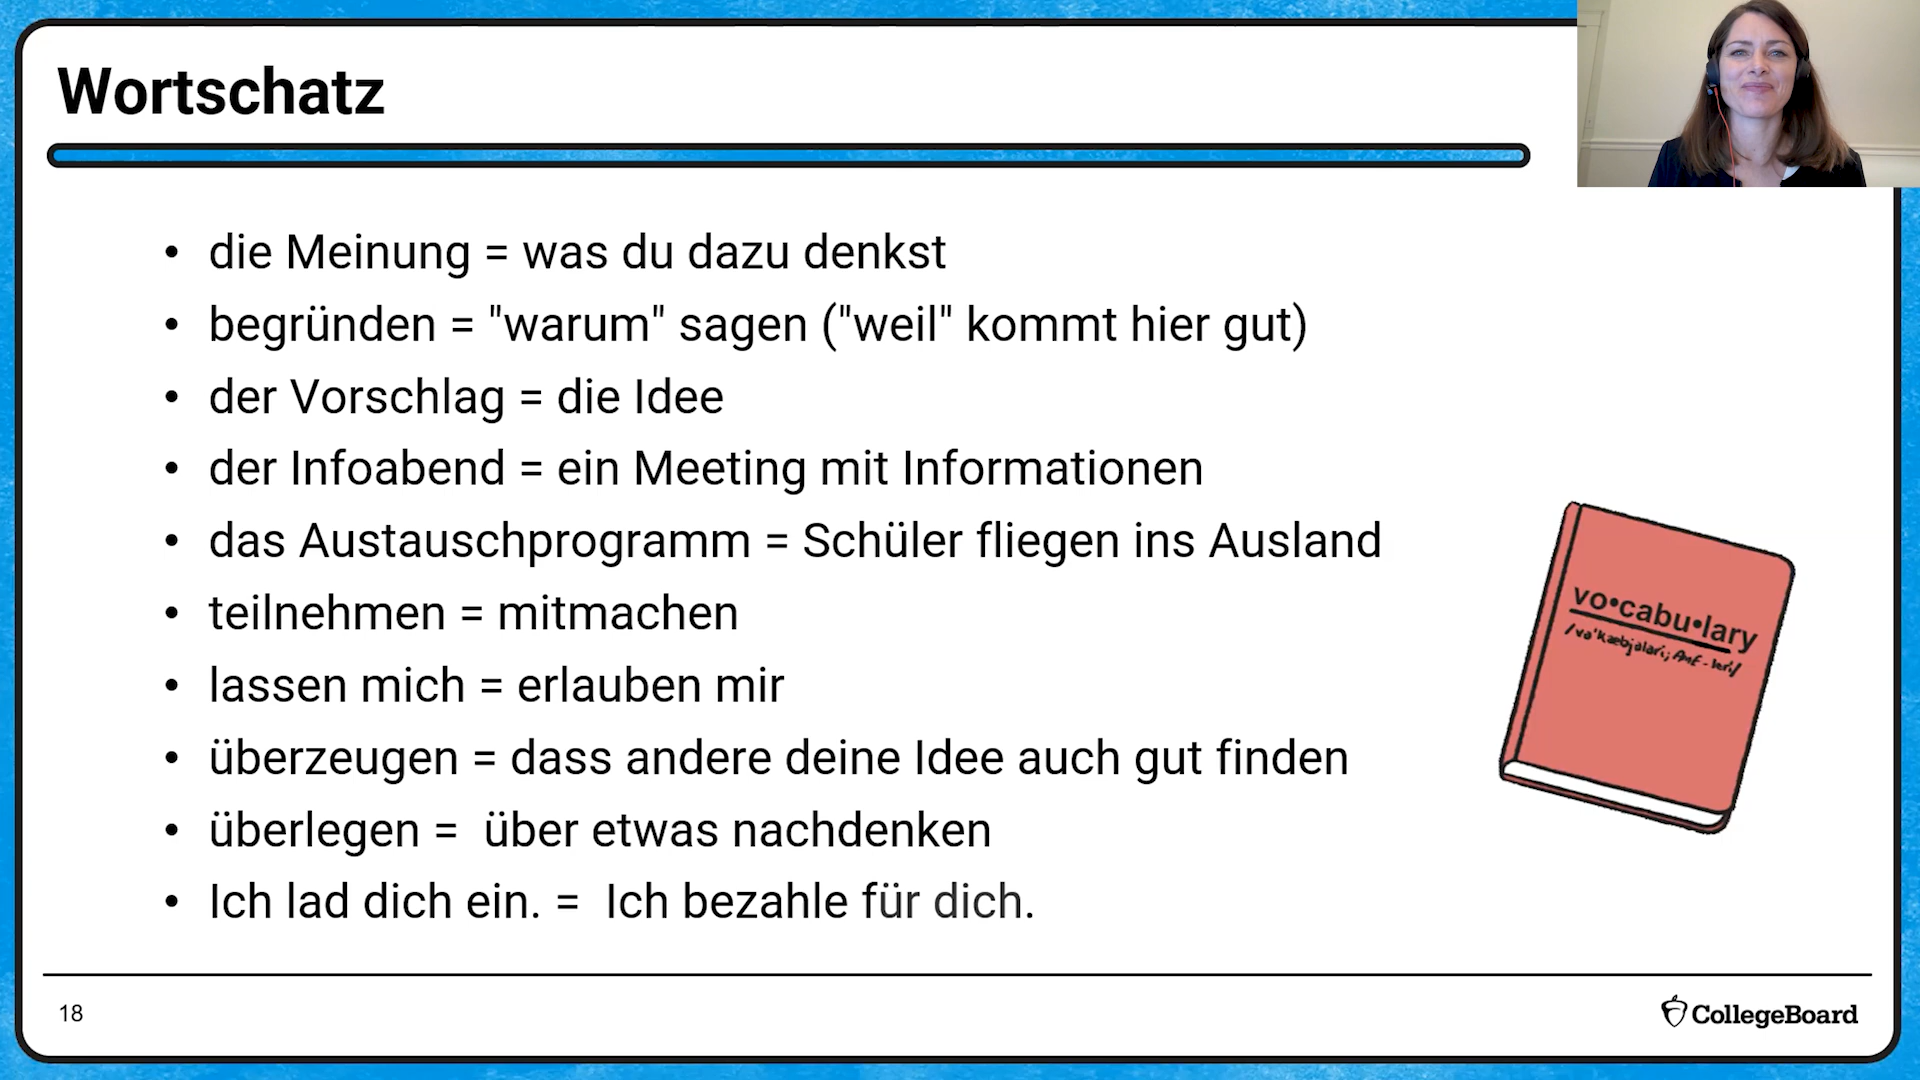 Wortschatz
• die Meinung = was du dazu denkst
• begründen = "warum" sagen ("weil" kommt hier gut)
• der Vorschlag = die Idee
• der Infoabend = ein Meeting mit Informationen
• das Austauschprogramm = Schüler fliegen ins Ausland
• teilnehmen = mitmachen
• lassen mich = erlauben mir
• überzeugen = dass andere deine Idee auch gut finden
• überlegen = über etwas nachdenken
• Ich lad dich ein. = Ich bezahle für dich.
vo•cabu•lary
18
CollegeBoard